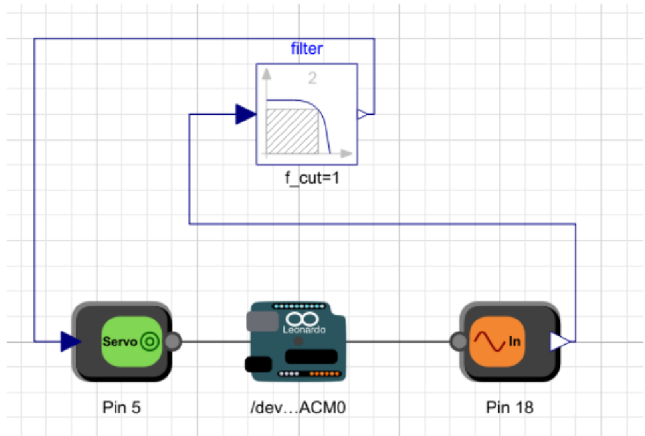 filter
2
f_cut=1
Servo
Leonardo
In
Pin 5
/dev...ACM0
Pin 18